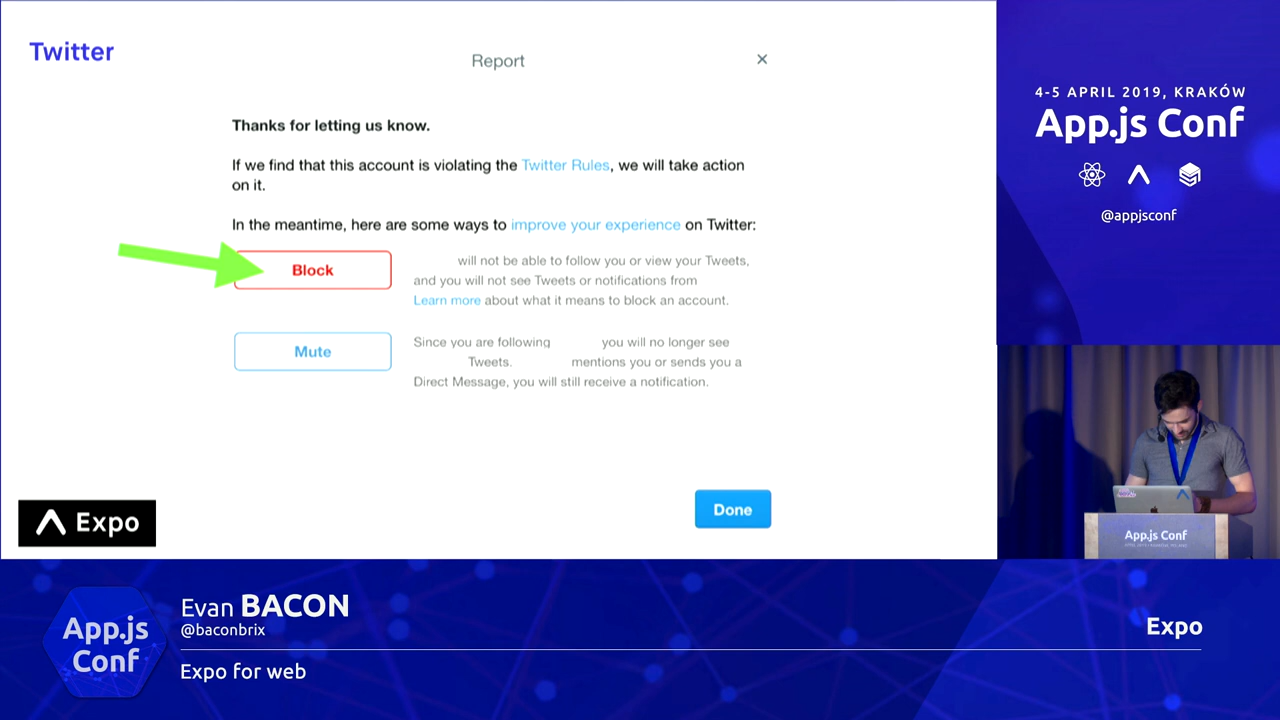 Twitter
Report
Thanks for letting us know.
If we find that this account is violating the Twitter Rules, we will take action
on it.
In the meantime, here are some ways to improve your experience on Twitter:
Block
will not be able to follow you or view your Tweets,
and you will not see Tweets or notifications from
Learn more about what it means to block an account.
Mute
Since you are following you will no longer see
Tweets. mentions you or sends you a
Direct Message, you will still receive a notification.
Done
Expo
4-5 APRIL 2019, KRAKÓW
App.js Conf
@appjsconf
App.js Conf
App.js
Conf
Evan BACON
@baconbrix
Expo for web
Expo